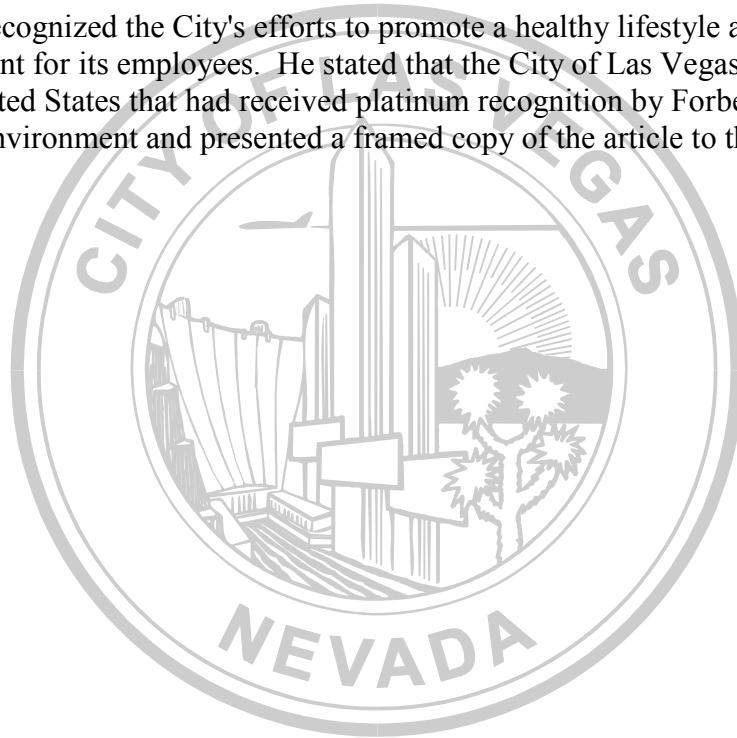 ecognized the City's efforts to promote a healthy lifestyle a
nt for its employees.  He stated that the City of Las Vegas
ted States that had received platinum recognition by Forbe
nvironment and presented a framed copy of the article to th
CITY OF LAS VEGAS
NEVADA